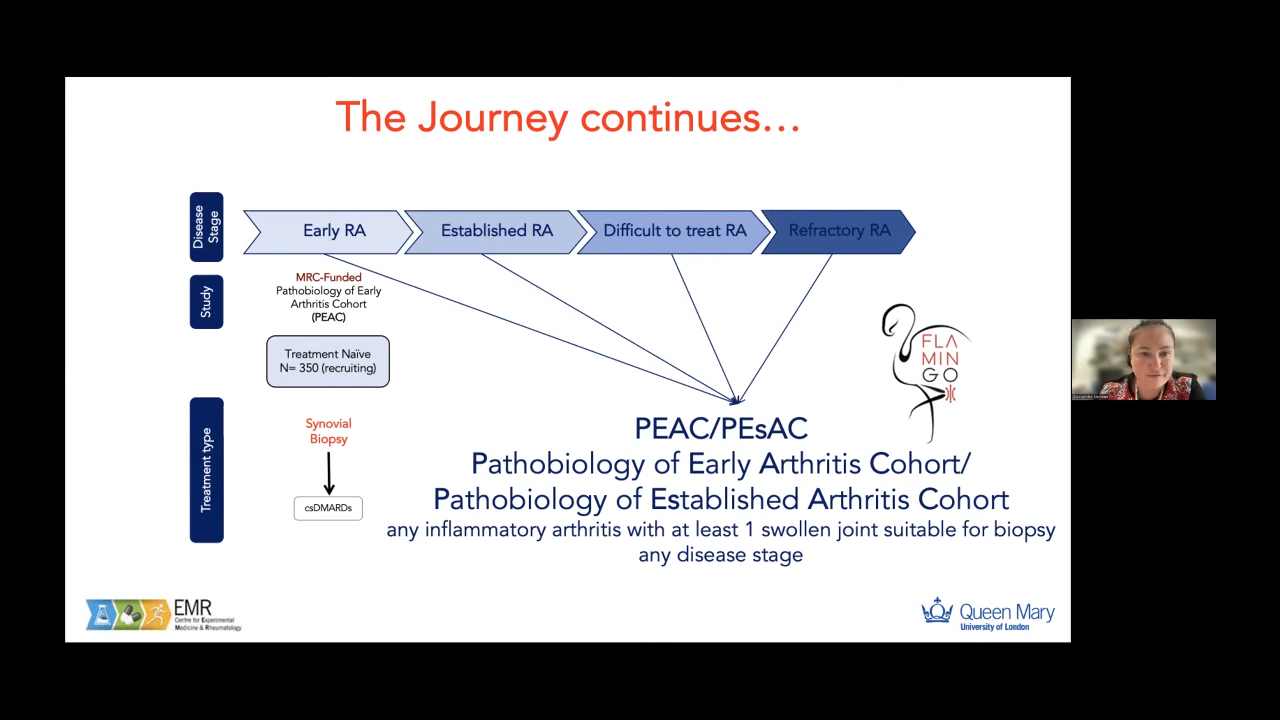 The Journey continues…
Disease
Stage
Early RA
Established RA
Difficult to treat RA
Refractory RA
Study
MRC-Funded
Pathobiology of Early
Arthritis Cohort
(PEAC)
Treatment Naïve
N= 350 (recruiting)
FLA
MIN
GO
Treatment type
Synovial
Biopsy
csDMARDs
PEAC/PEsAC
Pathobiology of Early Arthritis Cohort/
Pathobiology of Established Arthritis Cohort
any inflammatory arthritis with at least 1 swollen joint suitable for biopsy
any disease stage
EMR
Centre for Experimental
Medicine & Rheumatology
Queen Mary
University of London